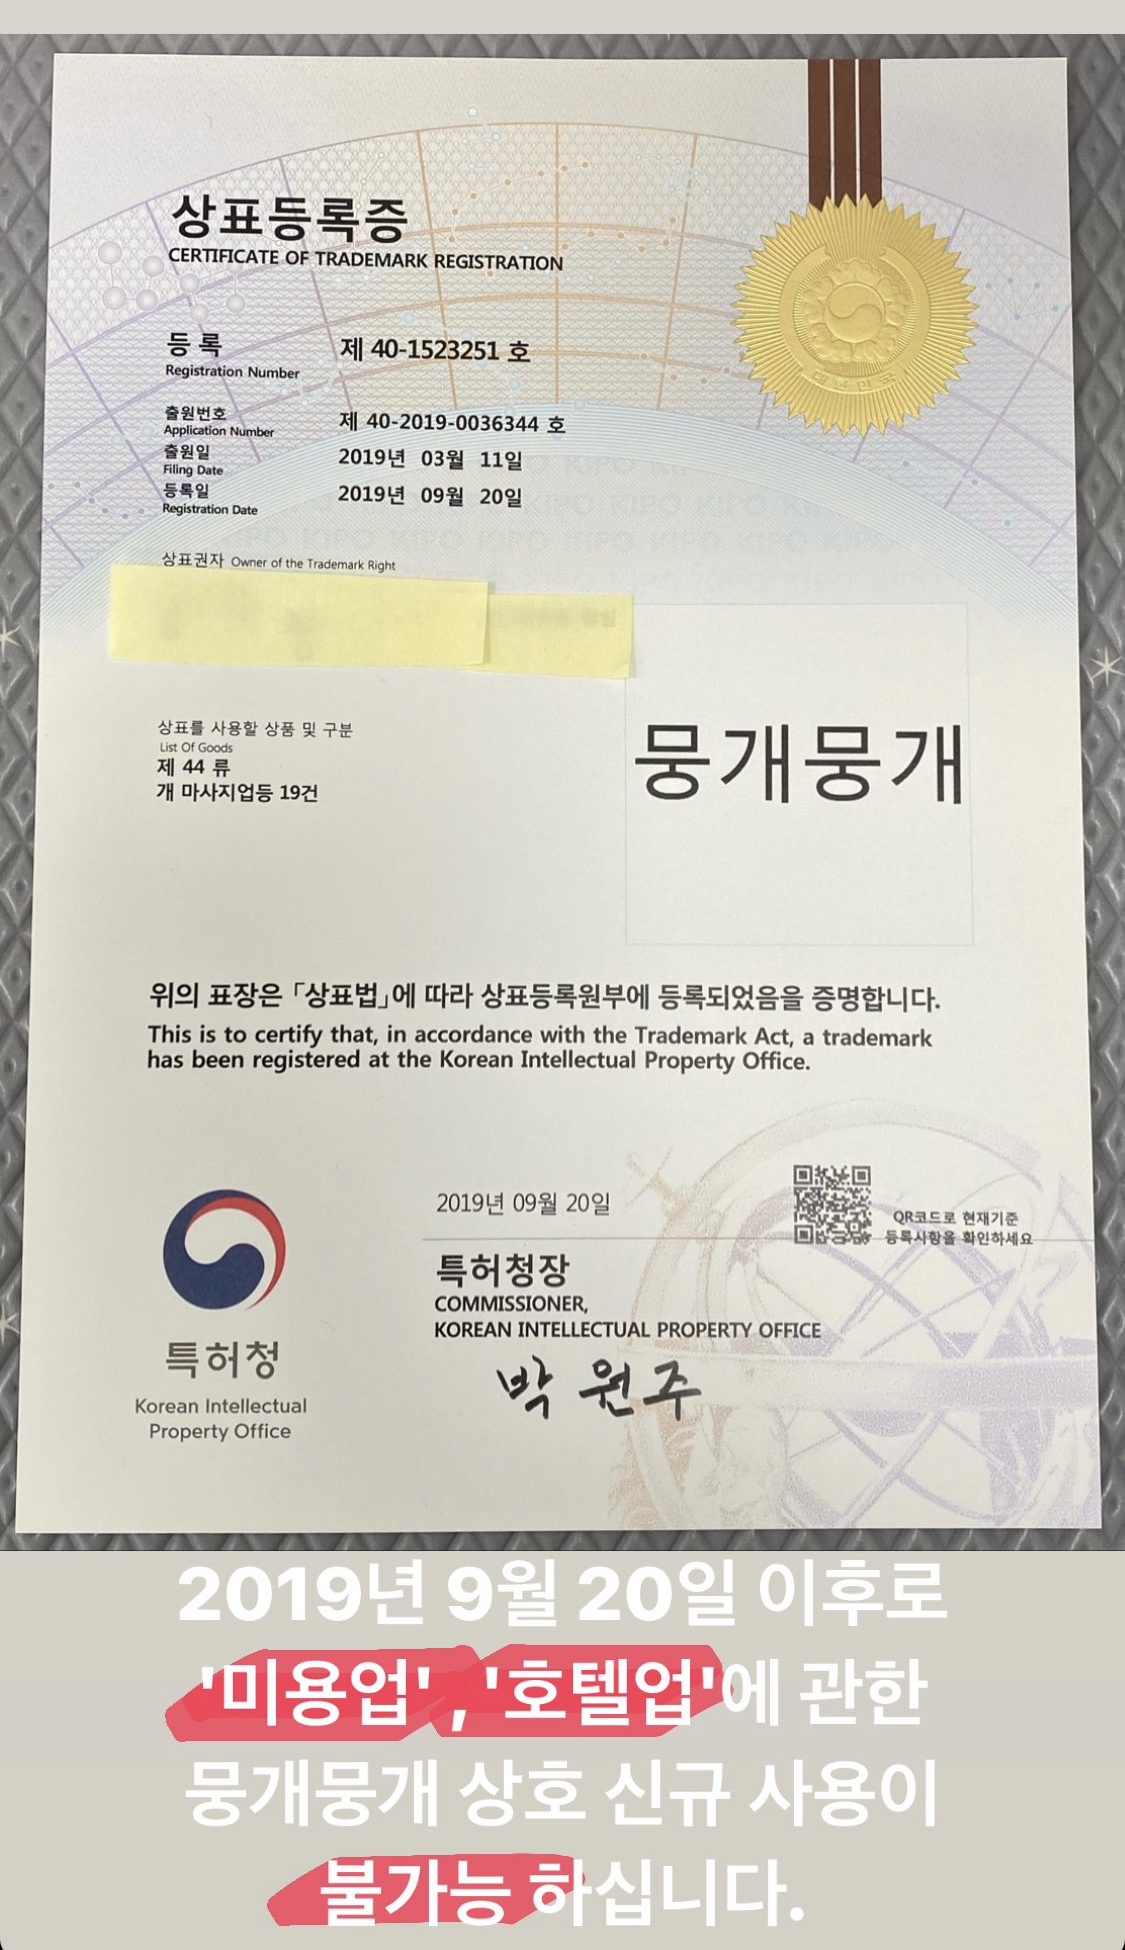 상표등록증
CERTIFICATE OF TRADEMARK REGISTRATION
등록 제 40-1523251 호
Registration Number
출원번호 제 40-2019-0036344 호
Application Number
출원일 2019년 03월 11일
Filing Date
등록일 2019년 09월 20일
Registration Date
상표권자 Owner of the Trademark Right
상표를 사용할 상품 및 구분
List Of Goods
제 44 류
개 마사지업등 19건
뭉개뭉개
위의 표장은 「상표법」에 따라 상표등록원부에 등록되었음을 증명합니다.
This is to certify that, in accordance with the Trademark Act, a trademark
has been registered at the Korean Intellectual Property Office.
2019년 09월 20일
QR코드로 현재기준
등록사항을 확인하세요
특허청장
COMMISSIONER,
KOREAN INTELLECTUAL PROPERTY OFFICE
박원주
특허청
Korean Intellectual
Property Office
2019년 9월 20일 이후로
'미용업' , '호텔업'에 관한
뭉개뭉개 상호 신규 사용이
불가능 하십니다.